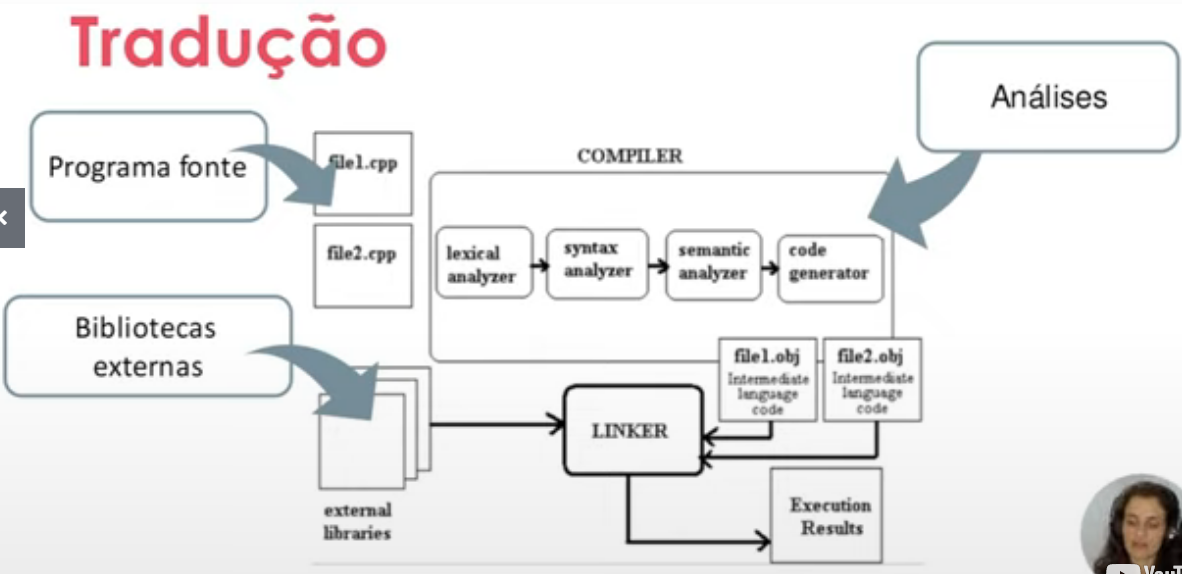 Tradução
Análises
Programa fonte
file1.cpp
COMPILER
file2.cpp
lexical
analyzer
syntax
analyzer
semantic
analyzer
code
generator
Bibliotecas
externas
file1.obj
Intermediate
language
code
file2.obj
Intermediate
language
code
LINKER
external
libraries
Execution
Results